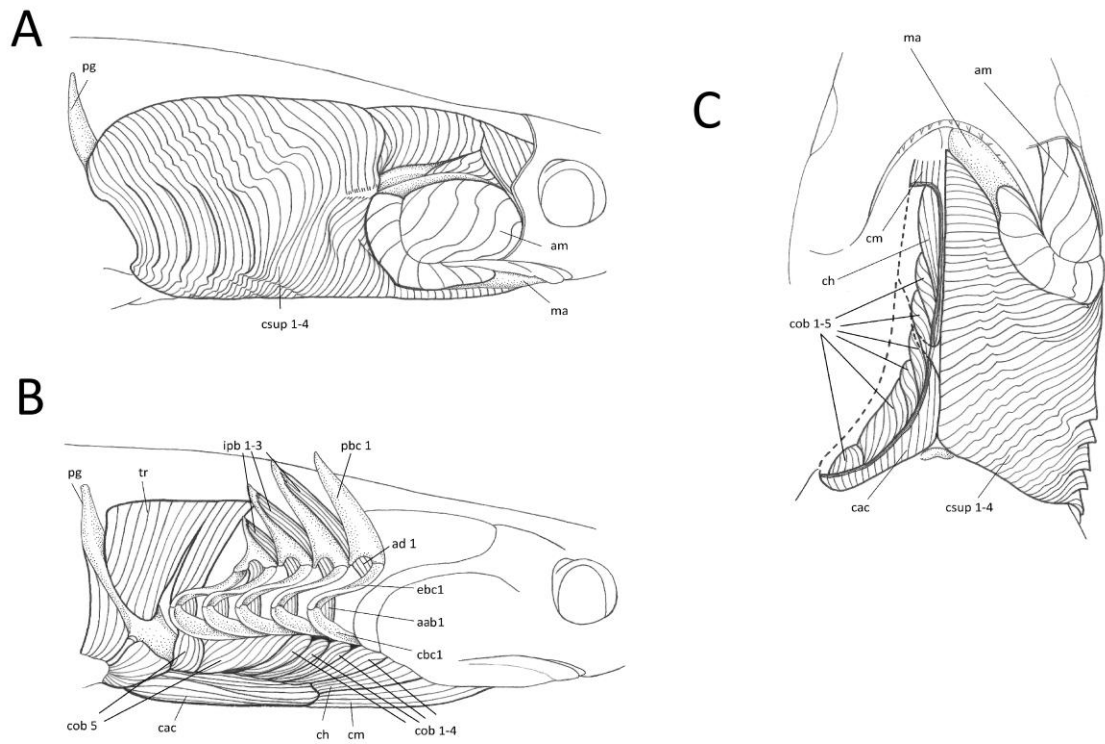 A
pg
am
csup 1-4
ma
B
ipb 1-3
pbc 1
pg
tr
ad 1
ebc1
aab1
cbc1
cob 5
cac
ch
cm
cob 1-4
C
ma
am
cm
ch
cob 1-5
cac
csup 1-4